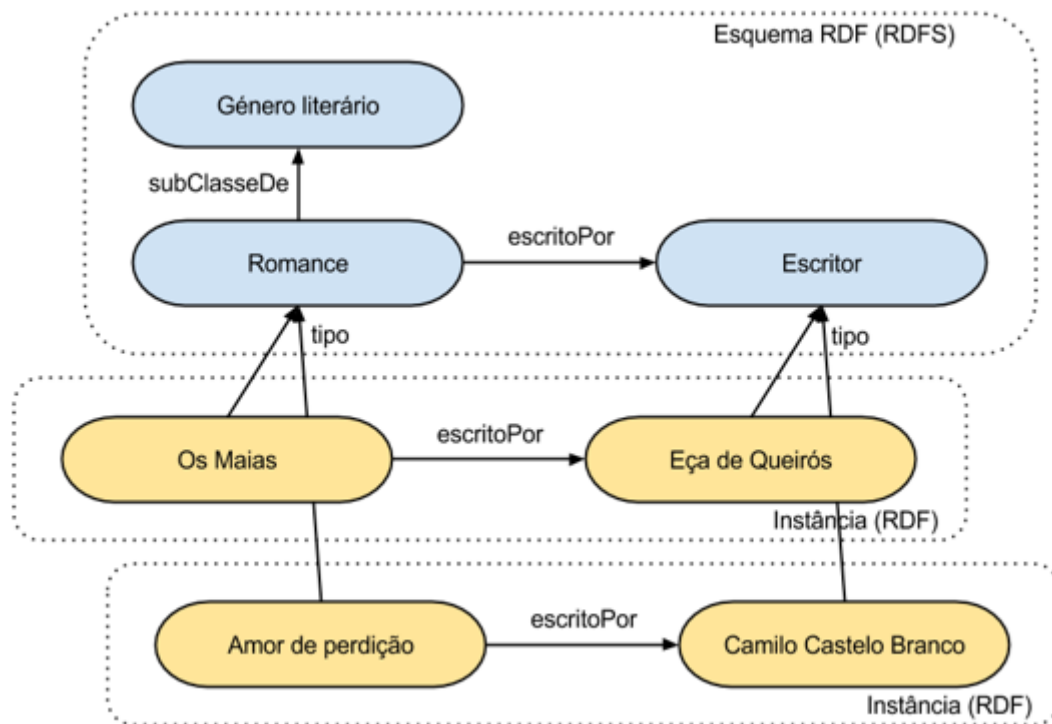 Esquema RDF (RDFS)
Género literário
subClasseDe
Romance
escritoPor
Escritor
tipo
tipo
Os Maias
escritoPor
Eça de Queirós
Instância (RDF)
Amor de perdição
escritoPor
Camilo Castelo Branco
Instância (RDF)